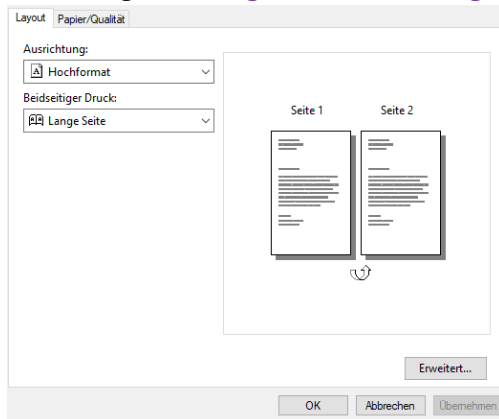 Layout Papier/Qualität
Ausrichtung:
Hochformat
Beidseitiger Druck:
Lange Seite
Seite 1 Seite 2
Erweitert...
OK Abbrechen Übernehmen